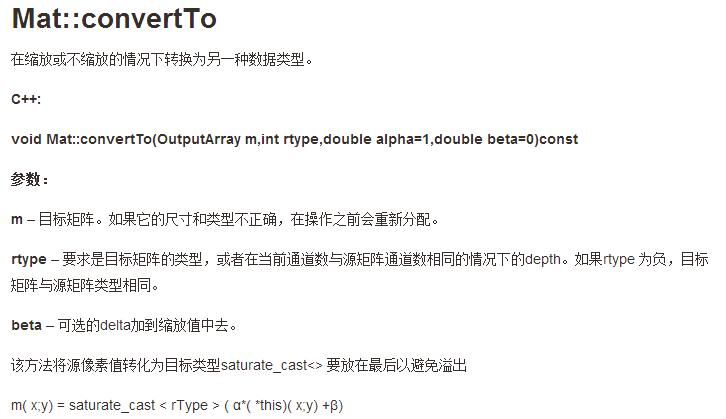 Mat::convertTo
在缩放或不缩放的情况下转换为另一种数据类型。
C++:
void Mat::convertTo(OutputArray m,int rtype,double alpha=1,double beta=0)const
参数：
m – 目标矩阵。如果它的尺寸和类型不正确，在操作之前会重新分配。
rtype – 要求是目标矩阵的类型，或者在当前通道数与源矩阵通道数相同的情况下的depth。如果rtype 为负，目标
矩阵与源矩阵类型相同。
beta – 可选的delta加到缩放值中去。
该方法将源像素值转化为目标类型saturate_cast<> 要放在最后以避免溢出
m( x;y) = saturate_cast < rType > ( α*( *this)( x;y) +β)